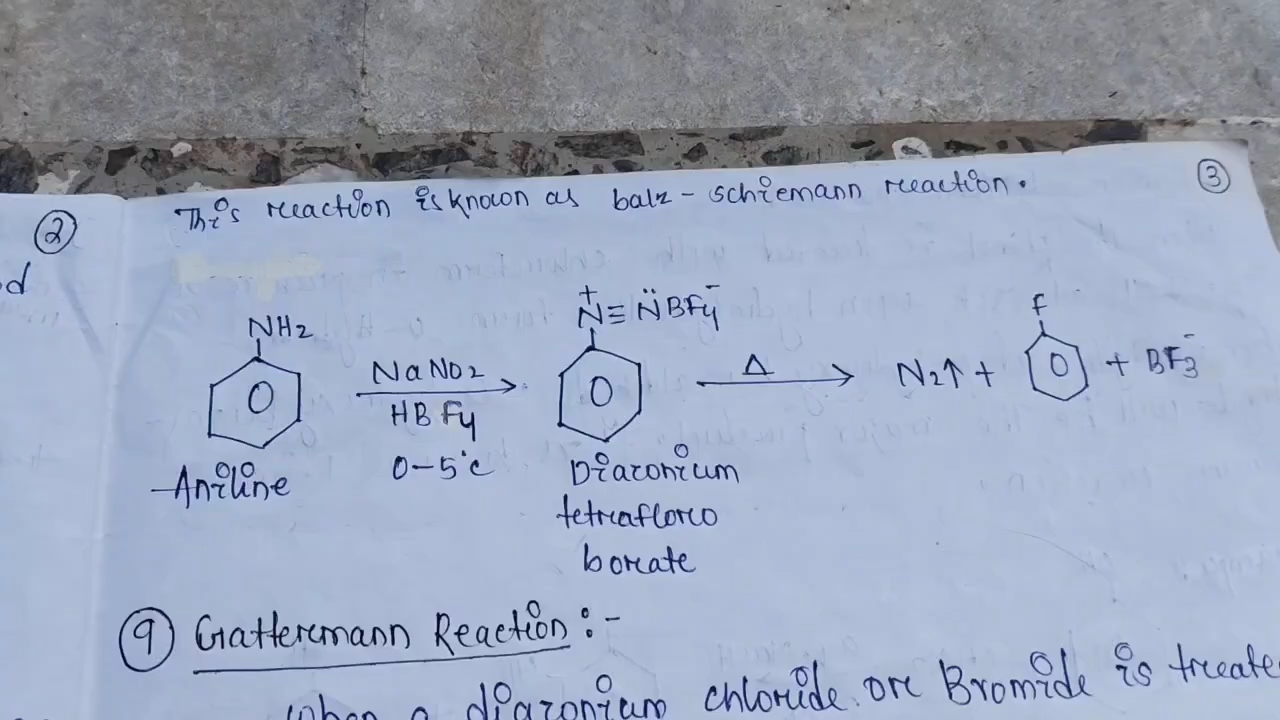 ②
③
This reaction is known as balz - schiemann reaction.
d
NH2
NaNO2
HBF4
0-5°c
Aniline
+
N≡N̈BF4⁻
Diazonium
tetrafloro
borate
Δ
N2↑ +
f
+ BF3⁻
⑨ Gattermann Reaction :-
When a diazonium chloride or Bromide is treate